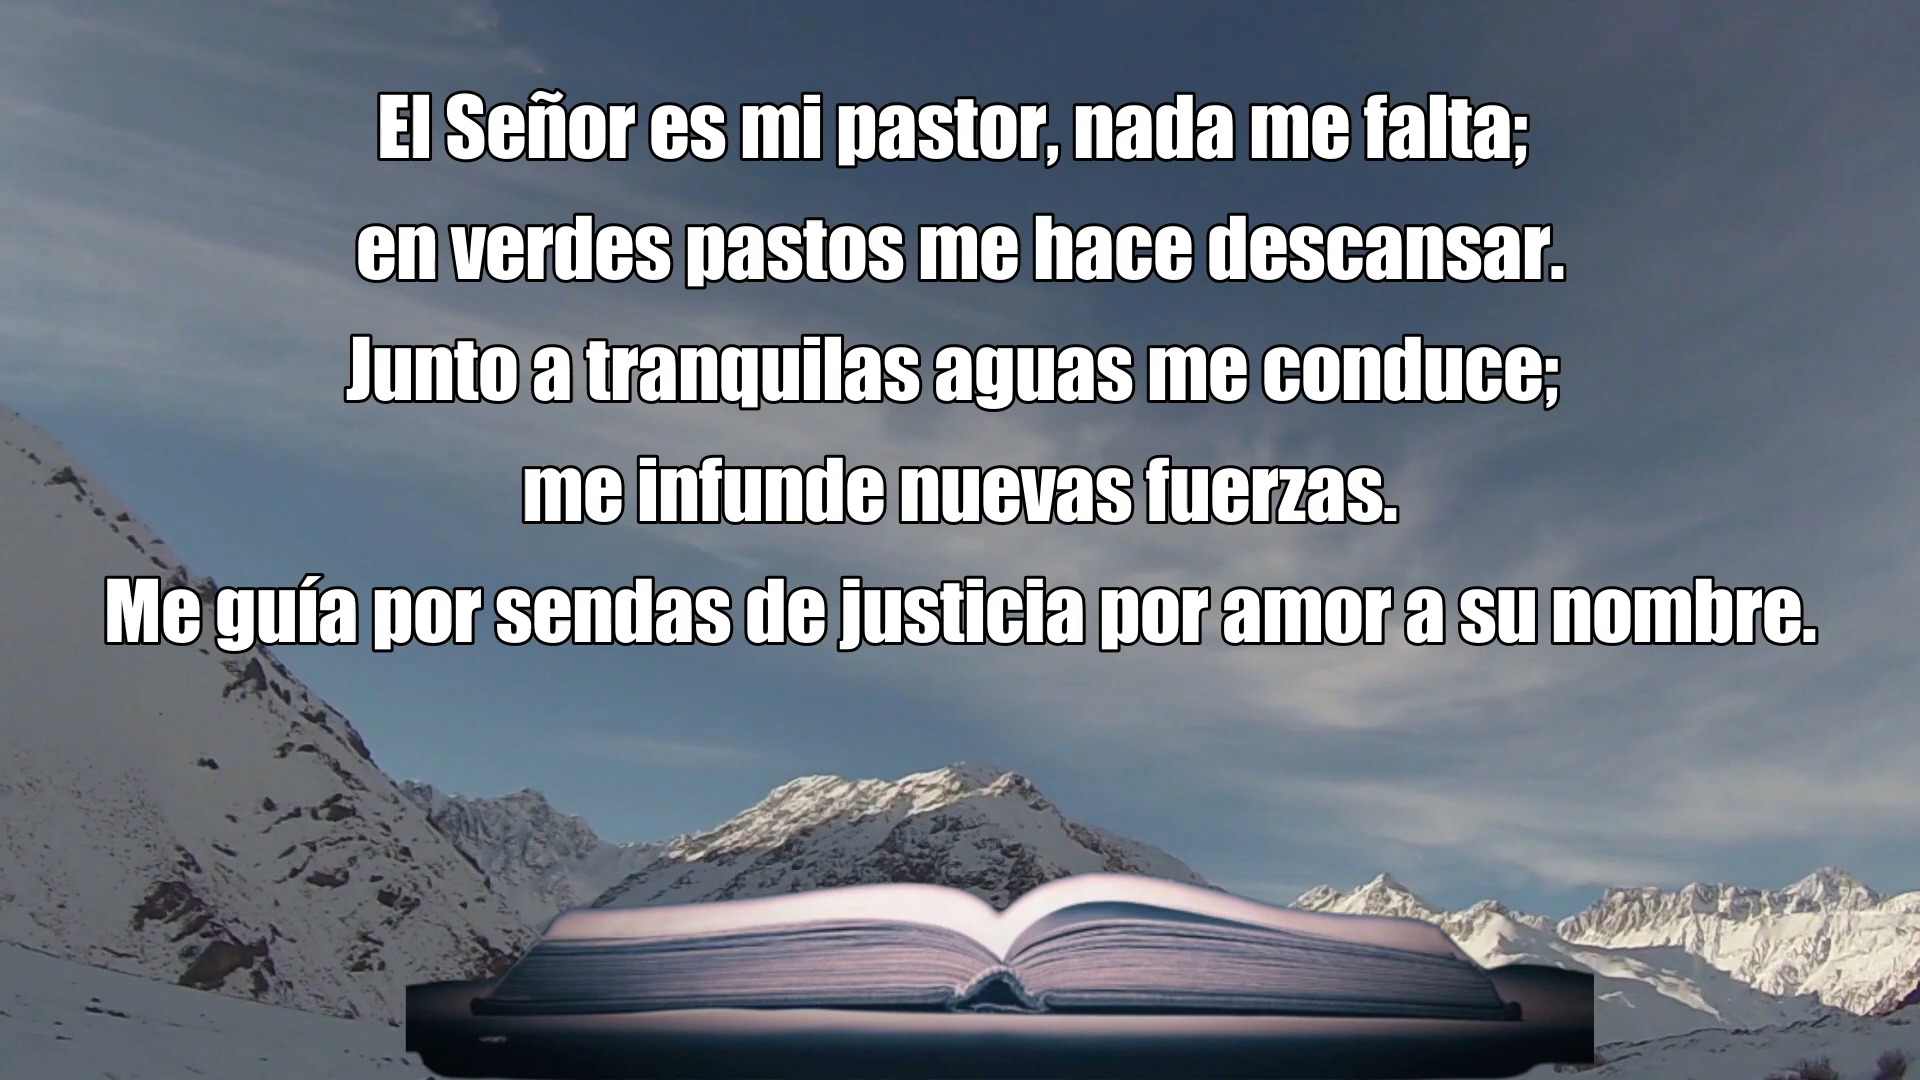 El Señor es mi pastor, nada me falta;
en verdes pastos me hace descansar.
Junto a tranquilas aguas me conduce;
me infunde nuevas fuerzas.
Me guía por sendas de justicia por amor a su nombre.